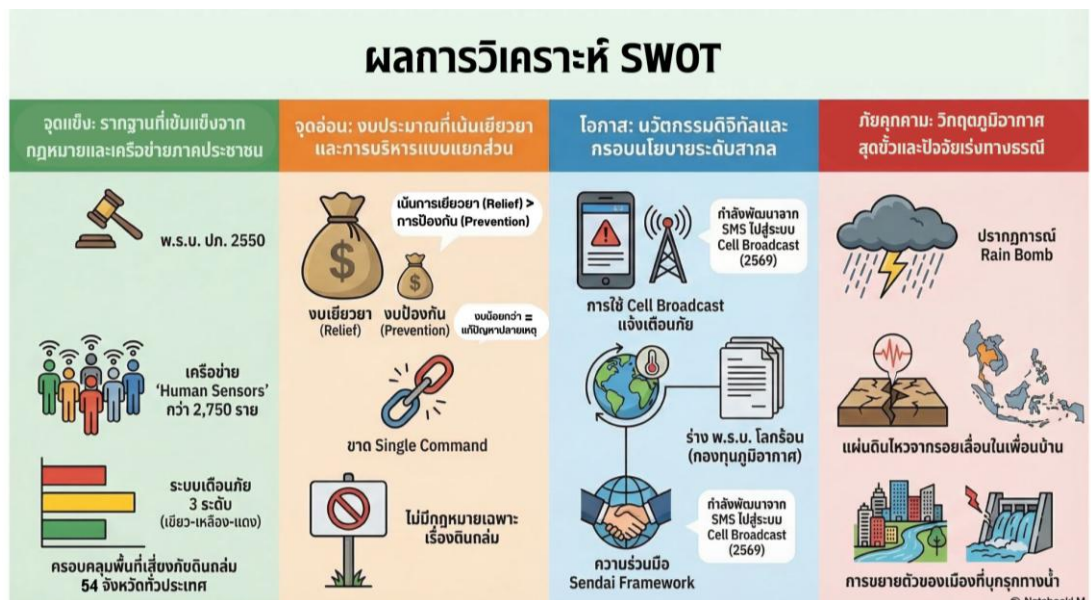 ผลการวิเคราะห์ SWOT
จุดแข็ง: รากฐานที่เข้มแข็งจาก
กฎหมายและเครือข่ายภาคประชาชน
พ.ร.บ. ปภ. 2550
เครือข่าย
'Human Sensors'
กว่า 2,750 ราย
ระบบเตือนภัย
3 ระดับ
(เขียว-เหลือง-แดง)
ครอบคลุมพื้นที่เสี่ยงภัยดินถล่ม
54 จังหวัดทั่วประเทศ
จุดอ่อน: งบประมาณที่เน้นเยียวยา
และการบริหารแบบแยกส่วน
เน้นการเยียวยา (Relief) >
การป้องกัน (Prevention)
$
$
งบเยียวยา
(Relief)
งบป้องกัน
(Prevention)
งบน้อยกว่า =
แก้ปัญหาปลายเหตุ
ขาด Single Command
ไม่มีกฎหมายเฉพาะ
เรื่องดินถล่ม
โอกาส: นวัตกรรมดิจิทัลและ
กรอบนโยบายระดับสากล
กำลังพัฒนาจาก
SMS ไปสู่ระบบ
Cell Broadcast
(2569)
การใช้ Cell Broadcast
แจ้งเตือนภัย
ร่าง พ.ร.บ. โลกร้อน
(กองทุนภูมิอากาศ)
กำลังพัฒนาจาก
SMS ไปสู่ระบบ
Cell Broadcast
(2569)
ความร่วมมือ
Sendai Framework
ภัยคุกคาม: วิกฤตภูมิอากาศ
สุดขั้วและปัจจัยเร่งทางธรณี
ปรากฏการณ์
Rain Bomb
แผ่นดินไหวจากรอยเลื่อนในเพื่อนบ้าน
การขยายตัวของเมืองที่บุกรุกทางน้ำ